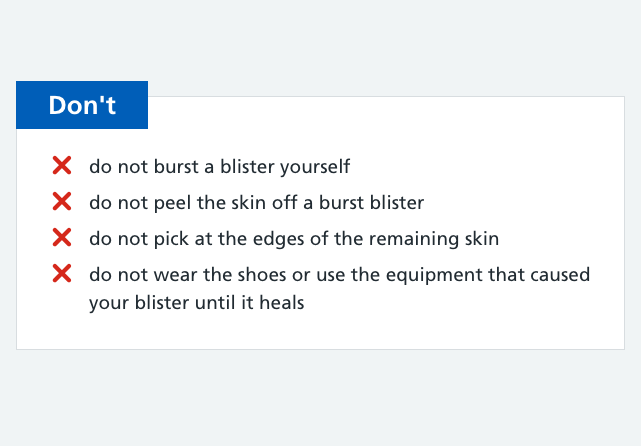 Don't
do not burst a blister yourself
do not peel the skin off a burst blister
do not pick at the edges of the remaining skin
do not wear the shoes or use the equipment that caused
your blister until it heals